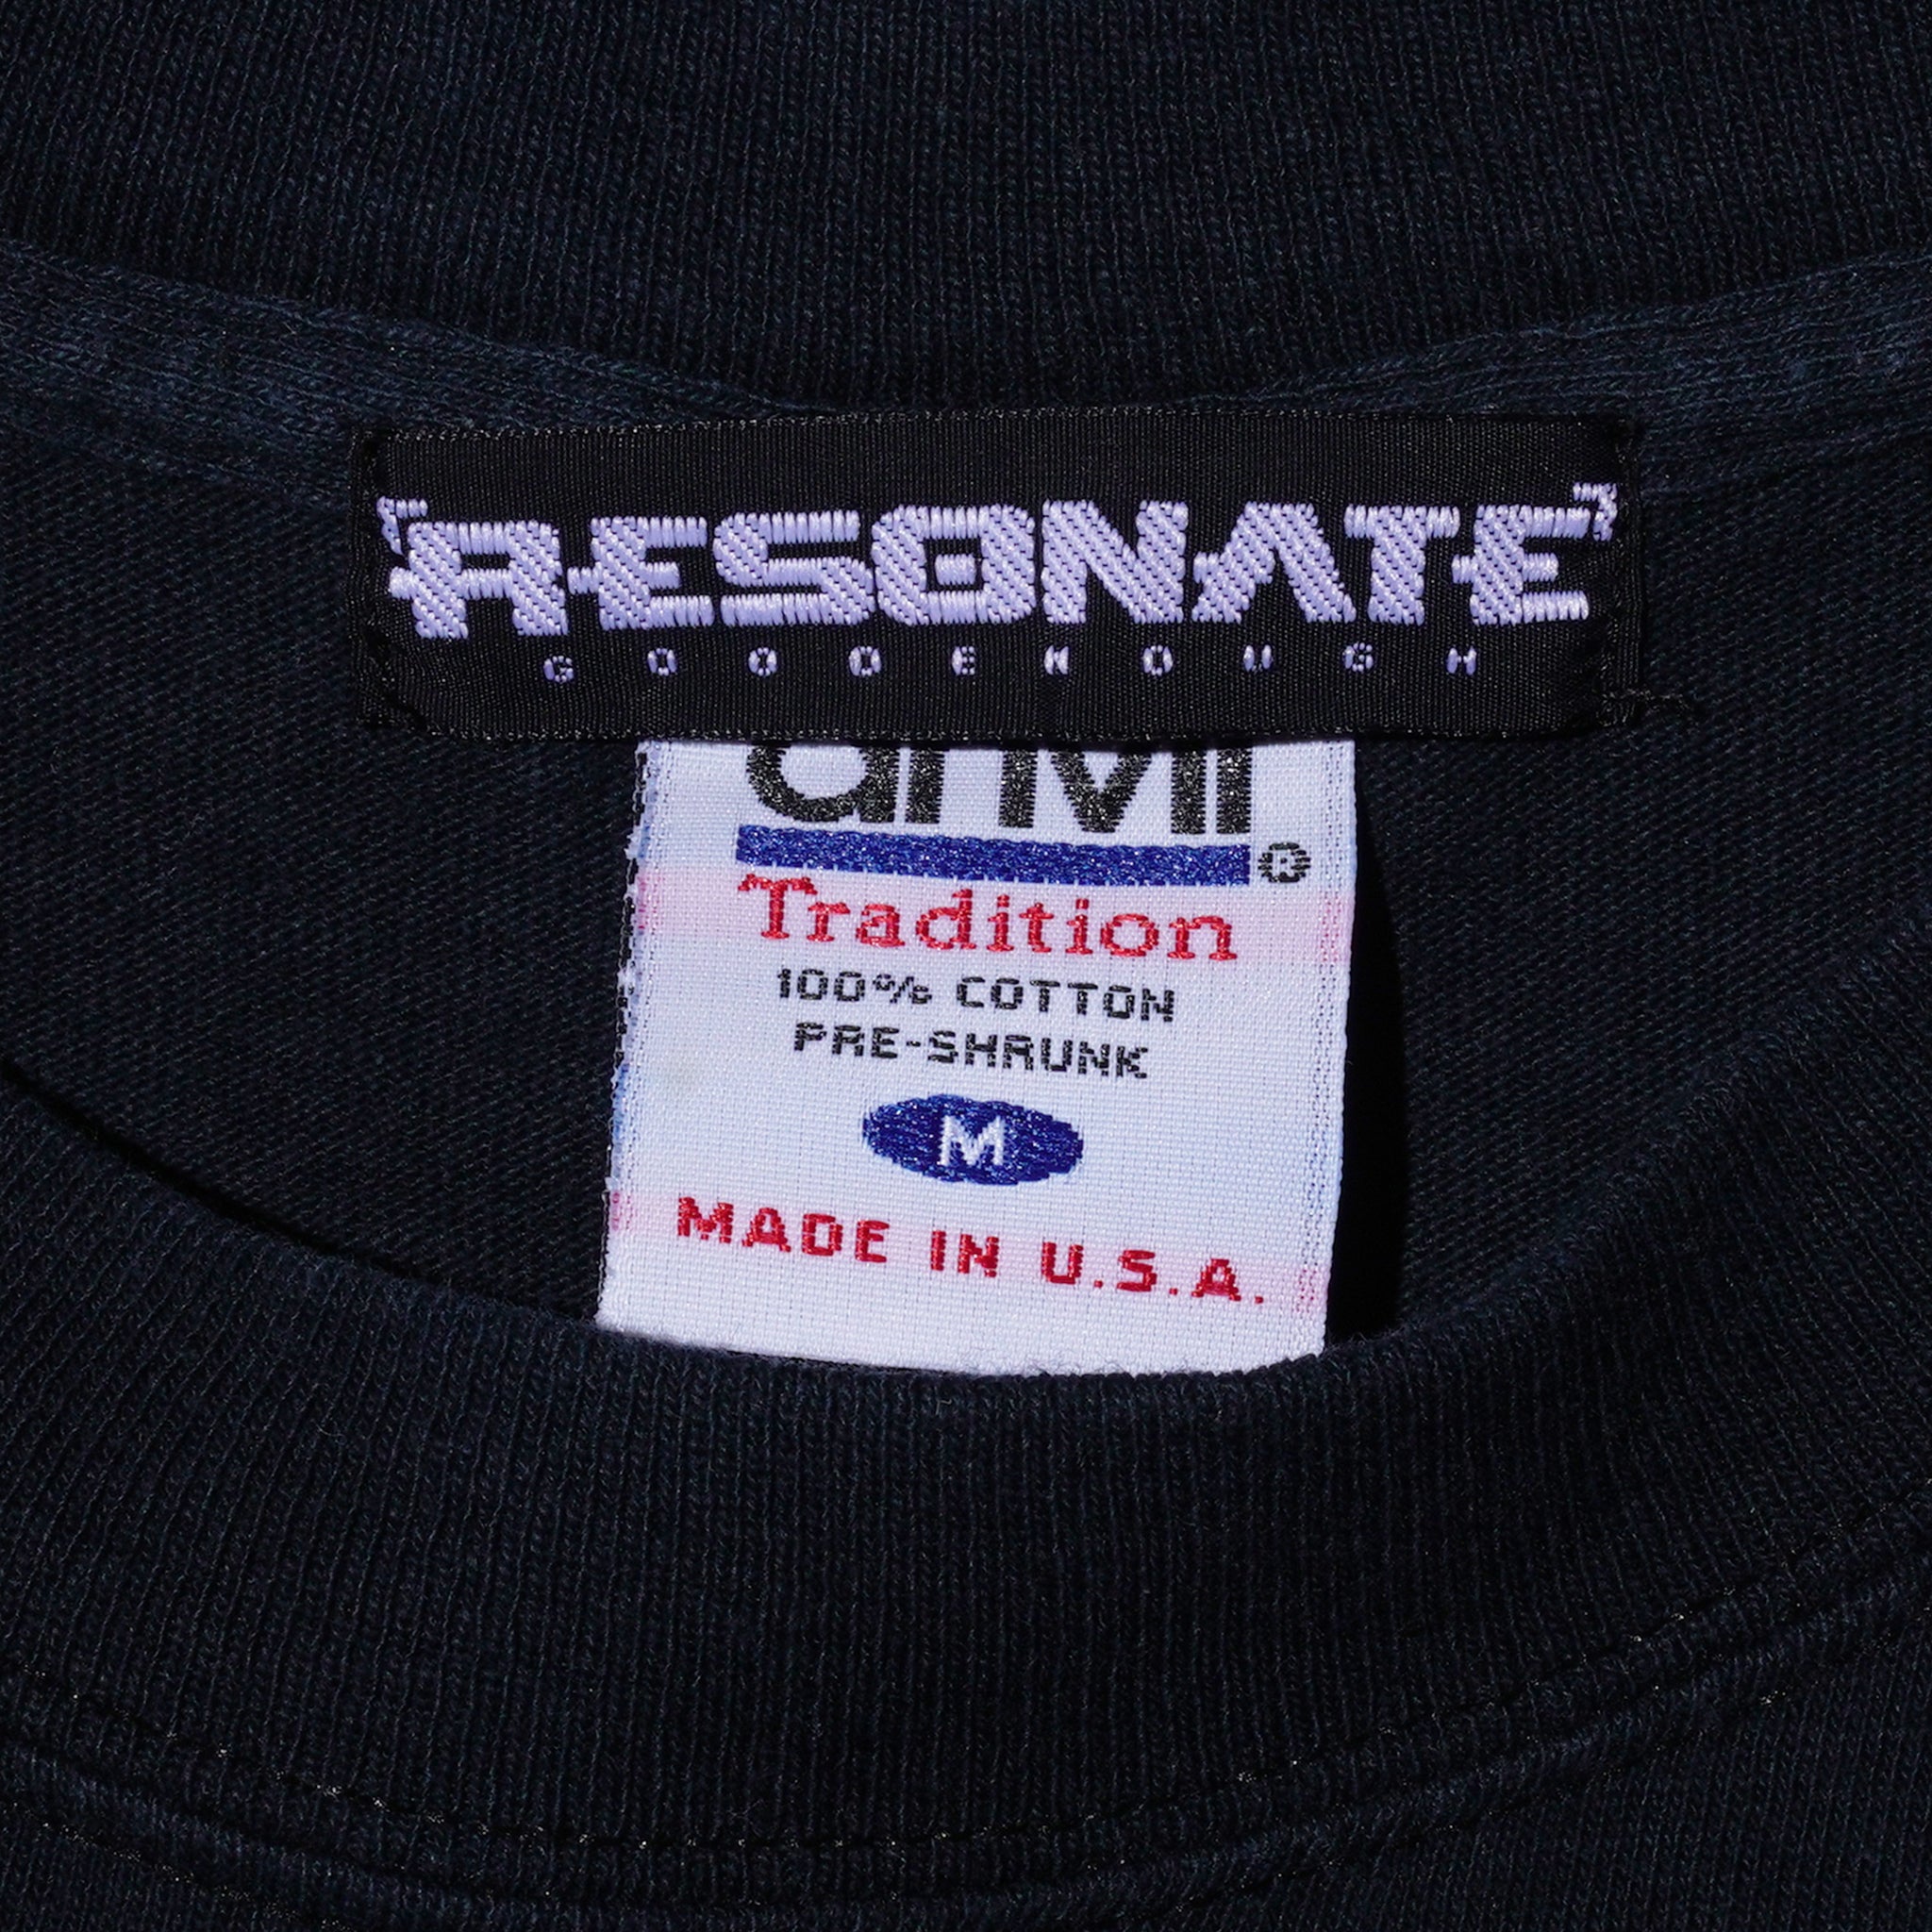 "RESONATE"
GOODENOUGH
anvil®
Tradition
100% COTTON
PRE-SHRUNK
M
MADE IN U.S.A.